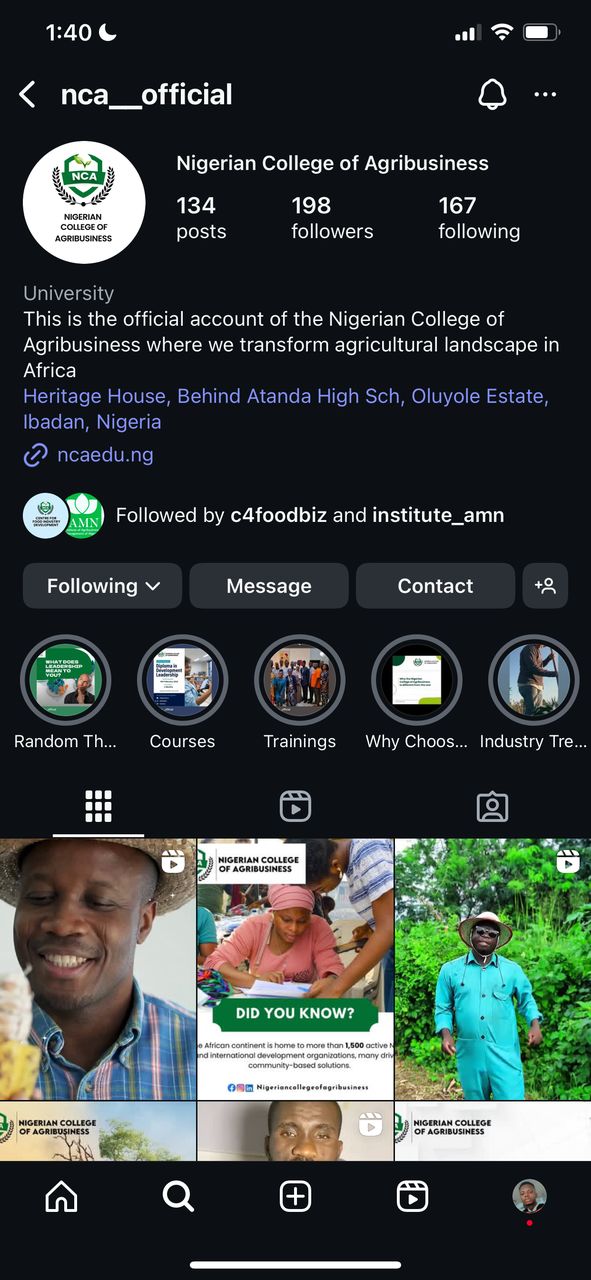 1:40
nca__official
NCA
NIGERIAN
COLLEGE OF
AGRIBUSINESS
Nigerian College of Agribusiness
134 198 167
posts followers following
University
This is the official account of the Nigerian College of
Agribusiness where we transform agricultural landscape in
Africa
Heritage House, Behind Atanda High Sch, Oluyole Estate,
Ibadan, Nigeria
ncaedu.ng
CENTRE FOR
FOOD INDUSTRY
DEVELOPMENT
AMN
Followed by c4foodbiz and institute_amn
Following Message Contact
WHAT DOES
LEADERSHIP
MEAN TO
YOU?
Diploma in
Development
Leadership
Random Th... Courses Trainings Why Choos... Industry Tre...
NIGERIAN COLLEGE
OF AGRIBUSINESS
DID YOU KNOW?
African continent is home to more than 1,500 active
and international development organizations, many
community-based solutions.
Nigeriancollegeofagribusiness
NIGERIAN COLLEGE
OF AGRIBUSINESS
NIGERIAN COLLEGE
OF AGRIBUSINESS